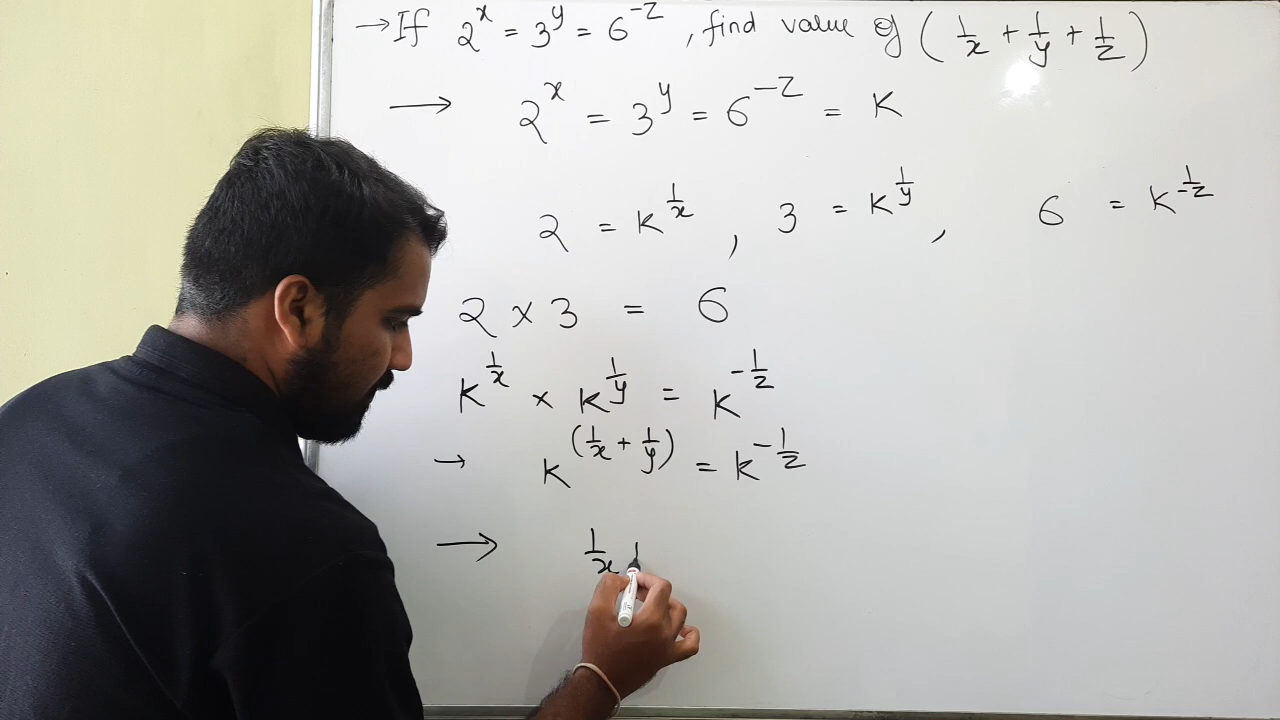 → If 2^x = 3^y = 6^-z , find value of ( 1/x + 1/y + 1/z )
→ 2^x = 3^y = 6^-z = K
2 = K^1/x , 3 = K^1/y , 6 = K^-1/z
2 × 3 = 6
K^1/x × K^1/y = K^-1/z
→ K^(1/x + 1/y) = K^-1/z
→ 1/x